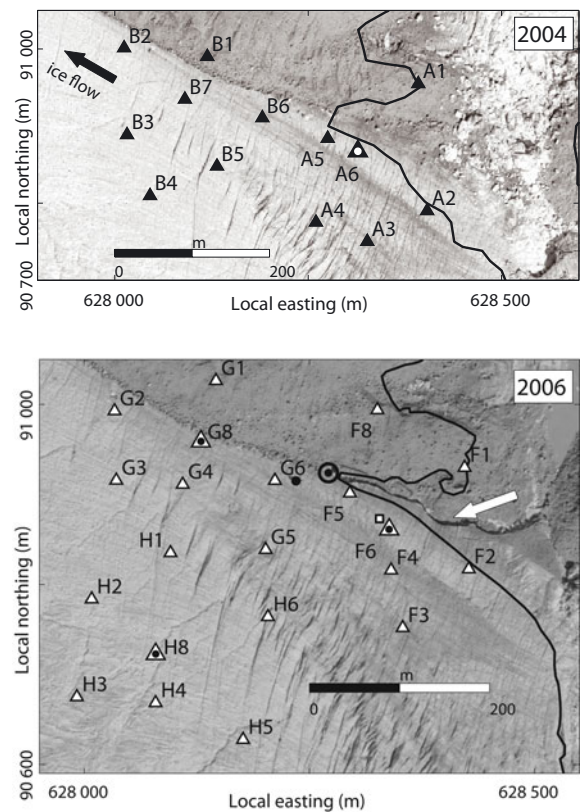 2004
B2
B1
A1
91 000
ice flow
B7
B6
B3
A5
A6
B5
B4
A4
A2
A3
m
0
200
Local northing (m)
90 700
628 000
Local easting (m)
628 500
2006
G1
91 000
G2
F8
G8
G3
G4
G6
F1
F5
H1
G5
F6
F4
F2
H2
H6
F3
H8
H3
H4
m
0
200
H5
Local northing (m)
90 600
628 000
Local easting (m)
628 500